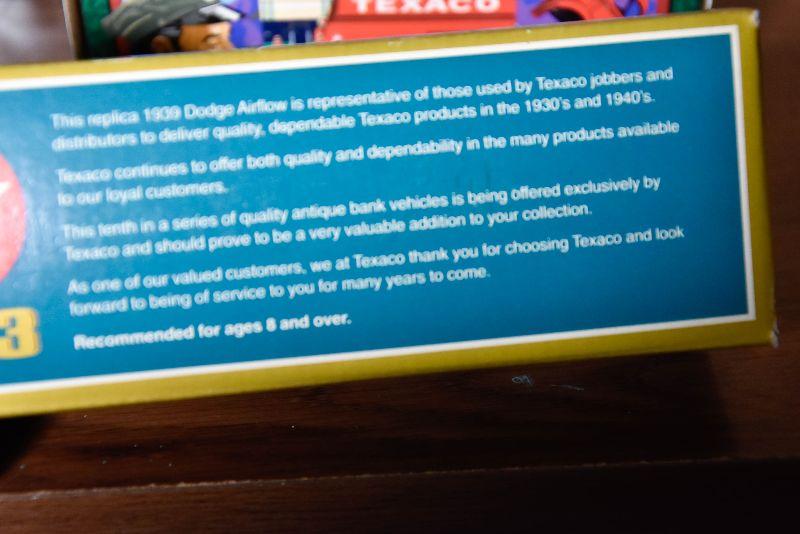 TEXACO
This replica 1939 Dodge Airflow is representative of those used by Texaco jobbers and
distributors to deliver quality, dependable Texaco products in the 1930's and 1940's.
Texaco continues to offer both quality and dependability in the many products available
to our loyal customers.
This tenth in a series of quality antique bank vehicles is being offered exclusively by
Texaco and should prove to be a very valuable addition to your collection.
As one of our valued customers, we at Texaco thank you for choosing Texaco and look
forward to being of service to you for many years to come.
3
Recommended for ages 8 and over.